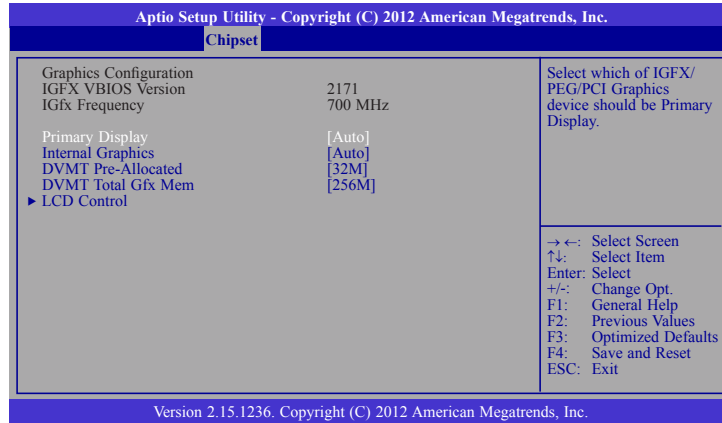 Aptio Setup Utility - Copyright (C) 2012 American Megatrends, Inc.
Chipset
Graphics Configuration
IGFX VBIOS Version 2171
IGfx Frequency 700 MHz
Primary Display [Auto]
Internal Graphics [Auto]
DVMT Pre-Allocated [32M]
DVMT Total Gfx Mem [256M]
► LCD Control
Select which of IGFX/
PEG/PCI Graphics
device should be Primary
Display.
→←: Select Screen
↑↓: Select Item
Enter: Select
+/-: Change Opt.
F1: General Help
F2: Previous Values
F3: Optimized Defaults
F4: Save and Reset
ESC: Exit
Version 2.15.1236. Copyright (C) 2012 American Megatrends, Inc.